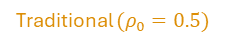 Traditional (ρ₀ = 0.5)